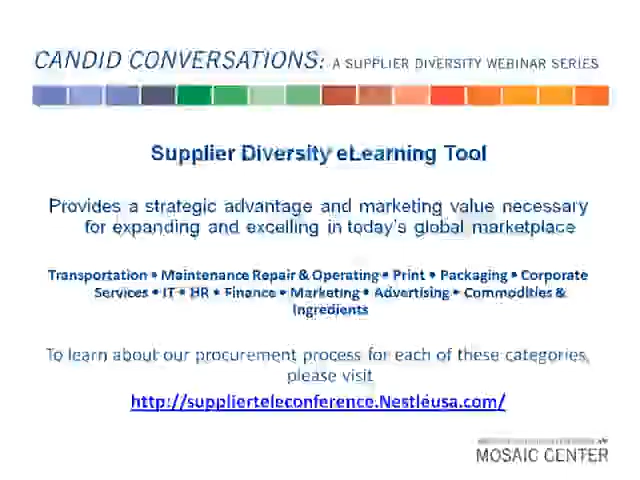 CANDID CONVERSATIONS: A SUPPLIER DIVERSITY WEBINAR SERIES
Supplier Diversity eLearning Tool
Provides a strategic advantage and marketing value necessary
for expanding and excelling in today's global marketplace
Transportation • Maintenance Repair & Operating • Print • Packaging • Corporate
Services • IT • HR • Finance • Marketing • Advertising • Commodities &
Ingredients
To learn about our procurement process for each of these categories,
please visit
http://supplierteleconference.Nestléusa.com/
MOSAIC CENTER